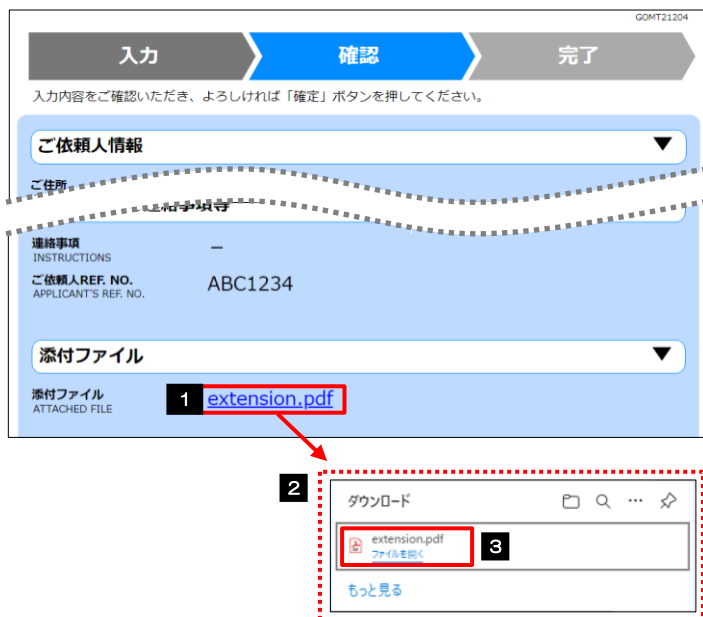 GOMT21204
入力
確認
完了
入力内容をご確認いただき、よろしければ「確定」ボタンを押してください。
ご依頼人情報
ご住所
連絡事項
INSTRUCTIONS
－
ご依頼人REF. NO.
APPLICANT'S REF. NO.
ABC1234
添付ファイル
添付ファイル
ATTACHED FILE
1
extension.pdf
2
ダウンロード
extension.pdf
ファイルを開く
3
もっと見る